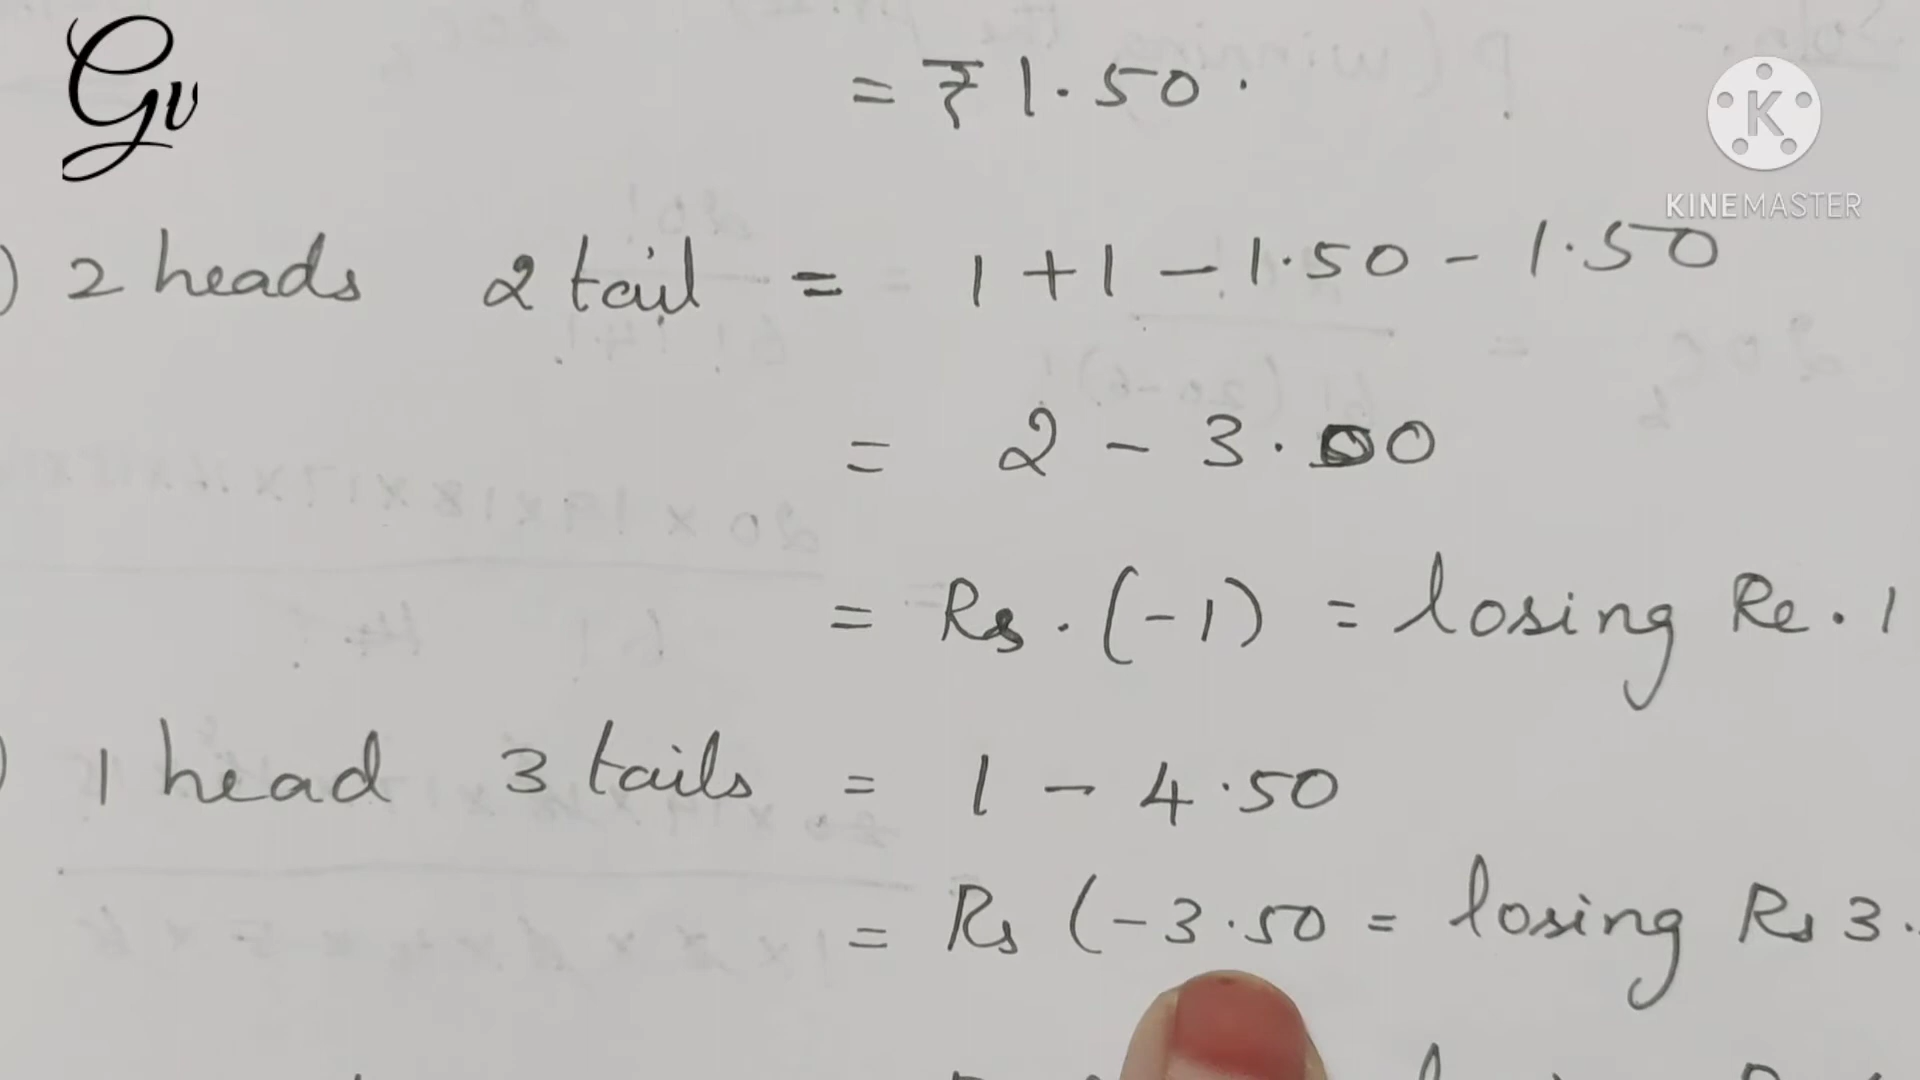 Gv
= ₹ 1.50.
KINEMASTER
) 2 heads 2 tail = 1 + 1 - 1.50 - 1.50
= 2 - 3.00
= Rs. (-1) = losing Re. 1
) 1 head 3 tails = 1 - 4.50
= Rs (-3.50 = losing Rs 3.